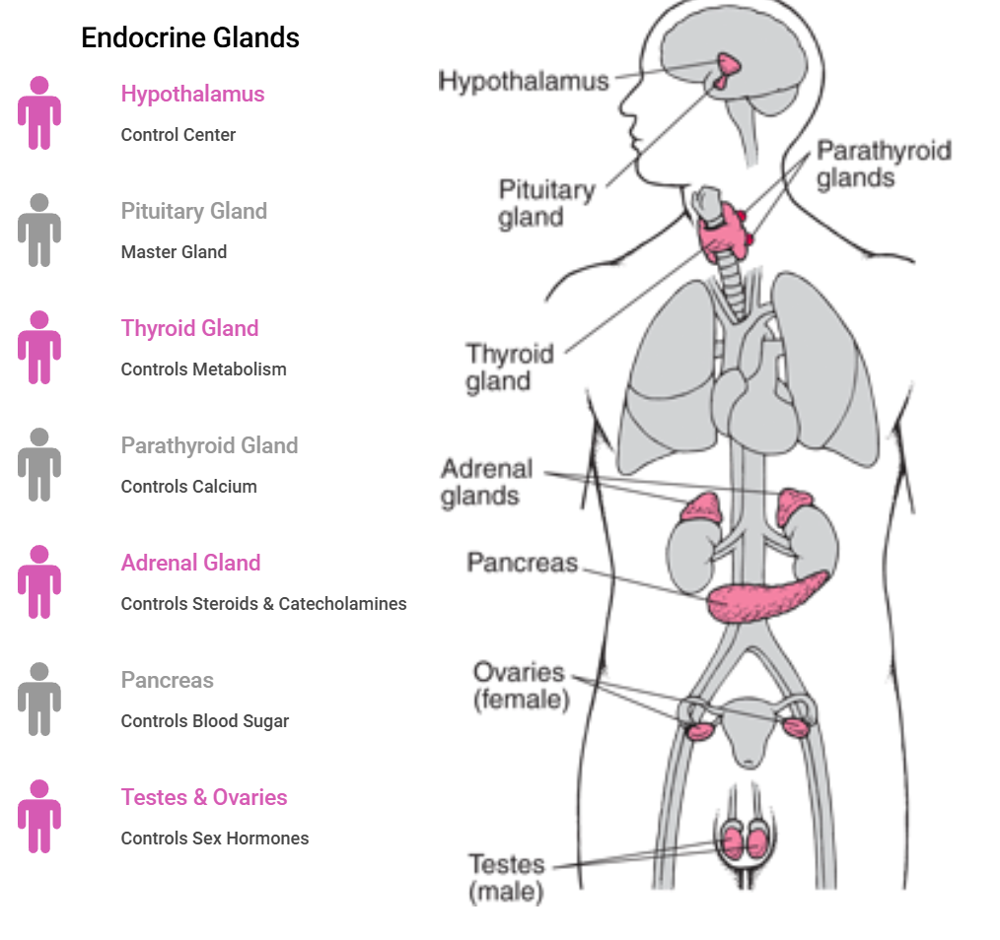 Endocrine Glands
Hypothalamus
Control Center
Pituitary Gland
Master Gland
Thyroid Gland
Controls Metabolism
Parathyroid Gland
Controls Calcium
Adrenal Gland
Controls Steroids & Catecholamines
Pancreas
Controls Blood Sugar
Testes & Ovaries
Controls Sex Hormones
Hypothalamus
Parathyroid
glands
Pituitary
gland
Thyroid
gland
Adrenal
glands
Pancreas
Ovaries
(female)
Testes
(male)